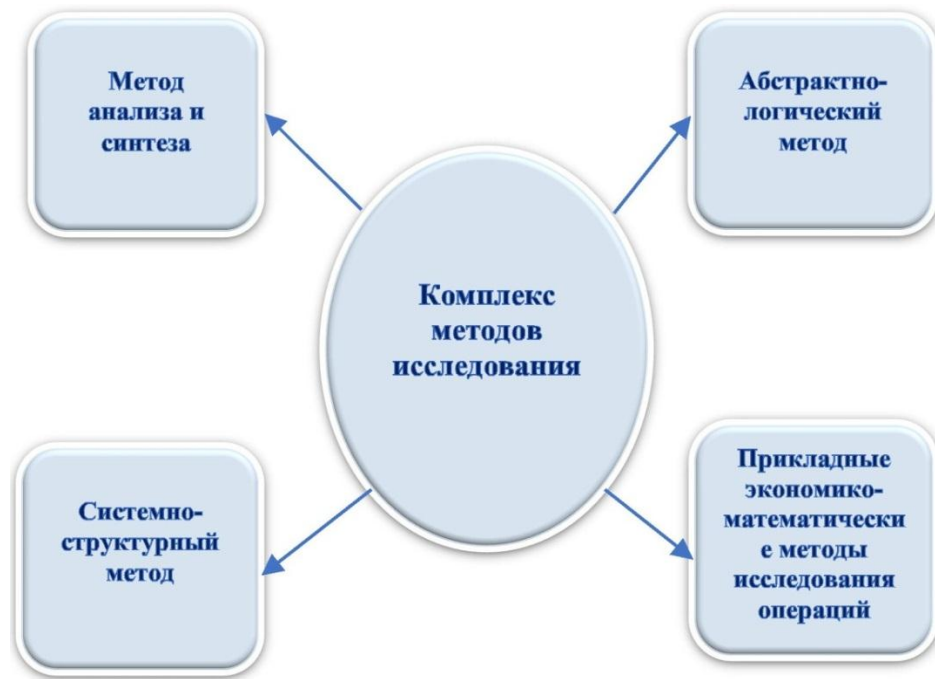 Метод
анализа и
синтеза
Абстрактно-
логический
метод
Комплекс
методов
исследования
Системно-
структурный
метод
Прикладные
экономико-
математически
е методы
исследования
операций